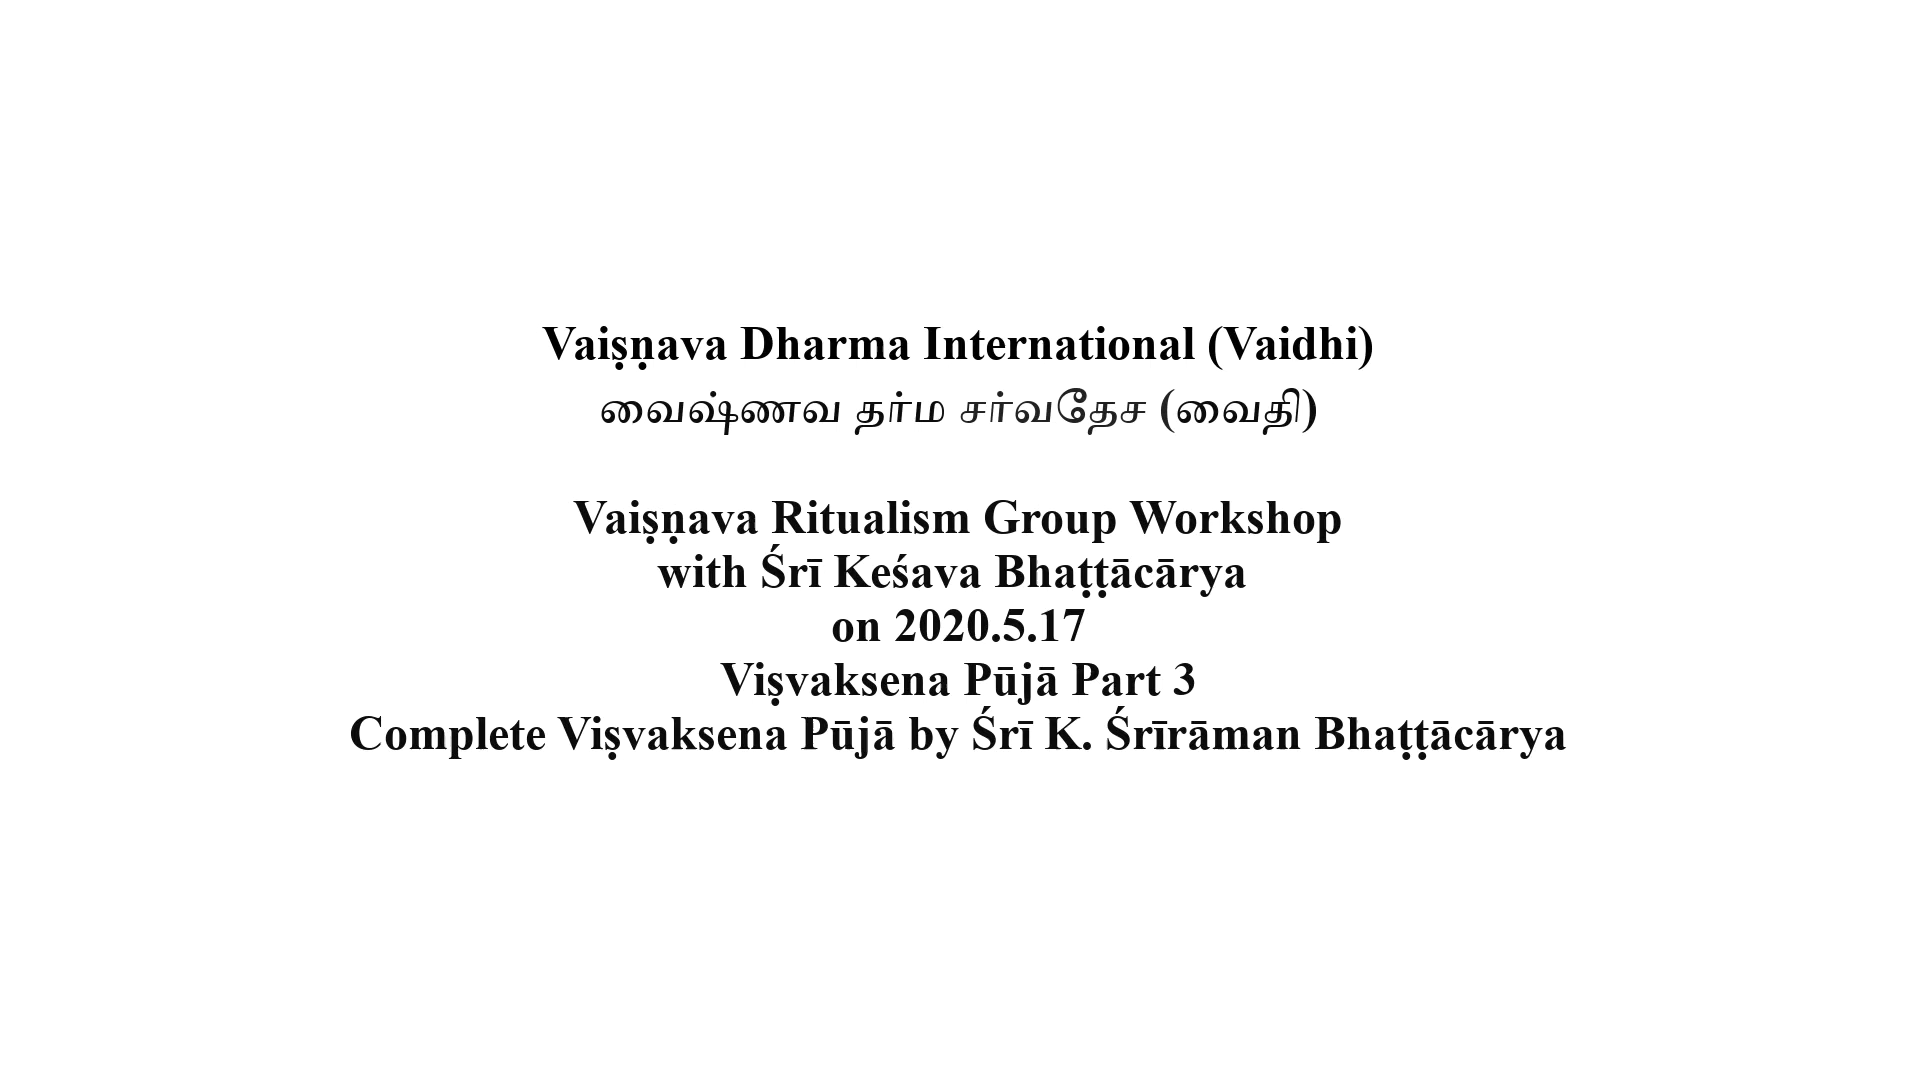 Vaiṣṇava Dharma International (Vaidhi)
வைஷ்ணவ தர்ம சர்வதேச (வைதி)
Vaiṣṇava Ritualism Group Workshop
with Śrī Keśava Bhaṭṭācārya
on 2020.5.17
Viṣvaksena Pūjā Part 3
Complete Viṣvaksena Pūjā by Śrī K. Śrīrāman Bhaṭṭācārya